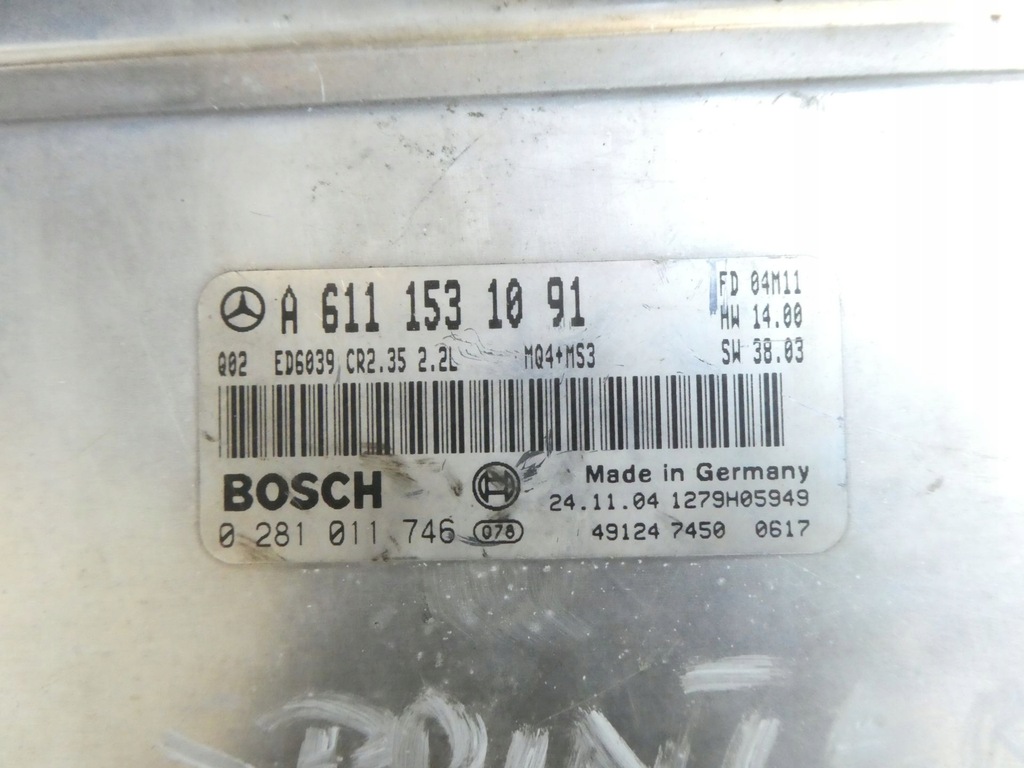 A 611 153 10 91
FD 04M11
HW 14.00
Q02 ED6039 CR2.35 2.2L MQ4+MS3 SW 38.03
BOSCH
Made in Germany
24.11.04 1279H05949
0 281 011 746 078 49124 7450 0617